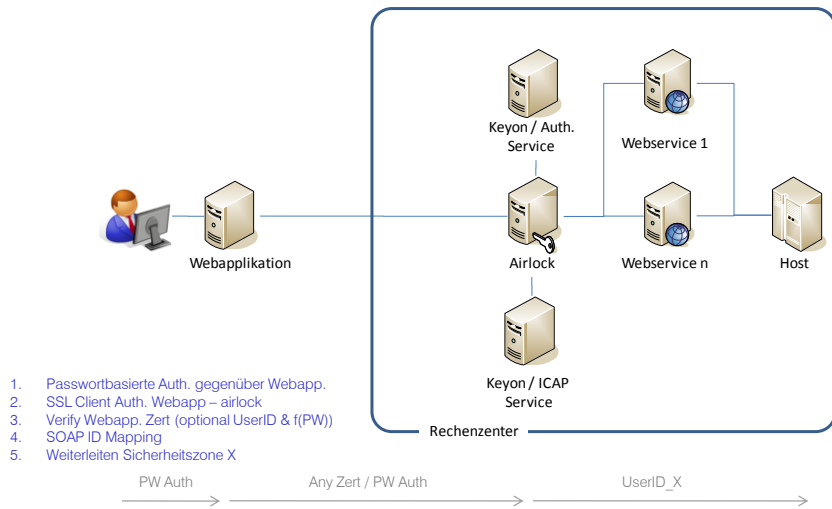 Keyon / Auth.
Service
Webservice 1
Webapplikation
Airlock
Webservice n
Host
Keyon / ICAP
Service
Rechenzenter
1. Passwortbasierte Auth. gegenüber Webapp.
2. SSL Client Auth. Webapp – airlock
3. Verify Webapp. Zert (optional UserID & f(PW))
4. SOAP ID Mapping
5. Weiterleiten Sicherheitszone X
PW Auth
Any Zert / PW Auth
UserID_X